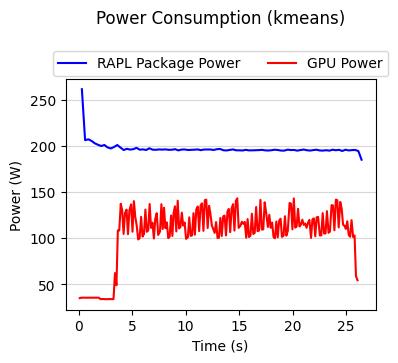 Power Consumption (kmeans)
RAPL Package Power GPU Power
250
200
150
100
50
Power (W)
0 5 10 15 20 25
Time (s)